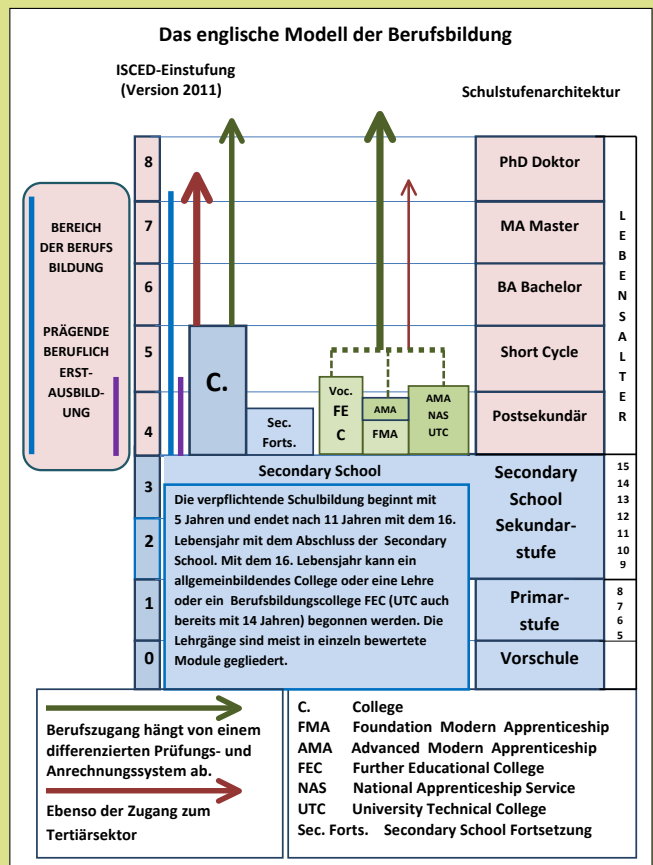 Das englische Modell der Berufsbildung
ISCED-Einstufung
(Version 2011)
Schulstufenarchitektur
8
7
6
5
4
3
2
1
0
BEREICH
DER BERUFS
BILDUNG
PRÄGENDE
BERUFLICH
ERST-
AUSBILD-
UNG
C.
Sec.
Forts.
Voc.
FE
C
AMA
FMA
AMA
NAS
UTC
PhD Doktor
MA Master
BA Bachelor
Short Cycle
Postsekundär
Secondary
School
Sekundar-
stufe
Primar-
stufe
Vorschule
L
E
B
E
N
S
A
L
T
E
R
15
14
13
12
11
10
9
8
7
6
5
Secondary School
Die verpflichtende Schulbildung beginnt mit
5 Jahren und endet nach 11 Jahren mit dem 16.
Lebensjahr mit dem Abschluss der Secondary
School. Mit dem 16. Lebensjahr kann ein
allgemeinbildendes College oder eine Lehre
oder ein Berufsbildungscollege FEC (UTC auch
bereits mit 14 Jahren) begonnen werden. Die
Lehrgänge sind meist in einzeln bewertete
Module gegliedert.
Berufszugang hängt von einem
differenzierten Prüfungs- und
Anrechnungssystem ab.
Ebenso der Zugang zum
Tertiärsektor
C. College
FMA Foundation Modern Apprenticeship
AMA Advanced Modern Apprenticeship
FEC Further Educational College
NAS National Apprenticeship Service
UTC University Technical College
Sec. Forts. Secondary School Fortsetzung